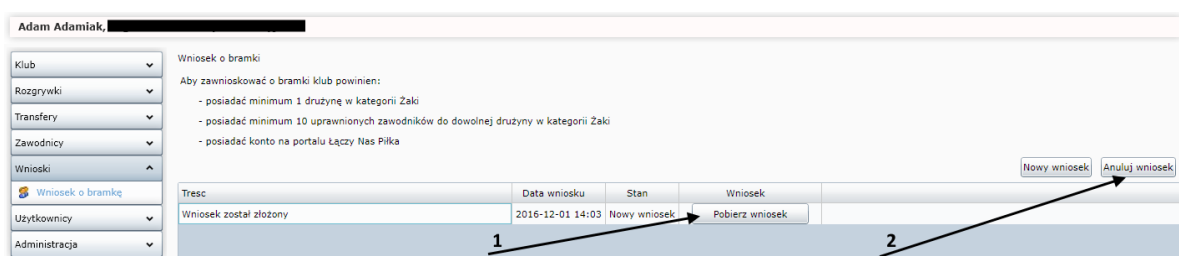 Adam Adamiak,
Klub
Rozgrywki
Transfery
Zawodnicy
Wnioski
Wniosek o bramkę
Użytkownicy
Administracja
Wniosek o bramki
Aby zawnioskować o bramki klub powinien:
- posiadać minimum 1 drużynę w kategorii Żaki
- posiadać minimum 10 uprawnionych zawodników do dowolnej drużyny w kategorii Żaki
- posiadać konto na portalu Łączy Nas Piłka
Nowy wniosek Anuluj wniosek
Tresc Data wniosku Stan Wniosek
Wniosek został złożony 2016-12-01 14:03 Nowy wniosek Pobierz wniosek
1 2